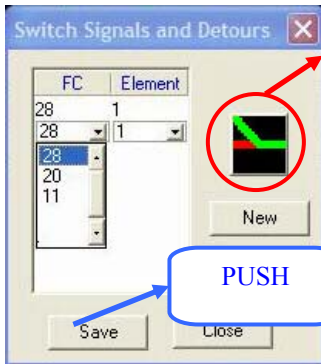 Switch Signals and Detours
FC Element
28 1
28 1
28
20
11
New
PUSH
Save Close